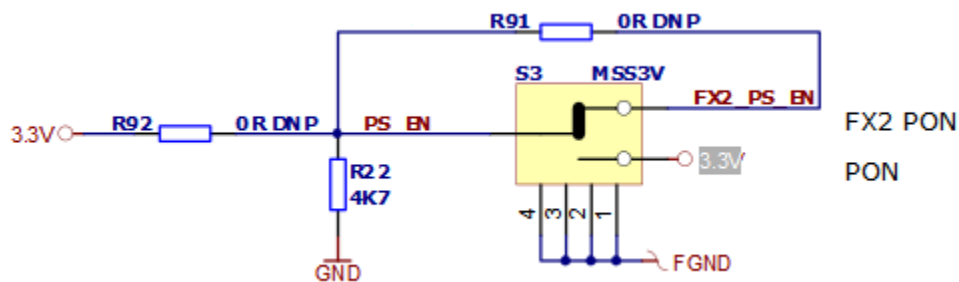 R91 0R DNP
S3 MSS3V
FX2_PS_EN
FX2 PON
3.3V R92 0R DNP PS_EN
3.3V
PON
R22
4K7
4 3 2 1
GND
FGND